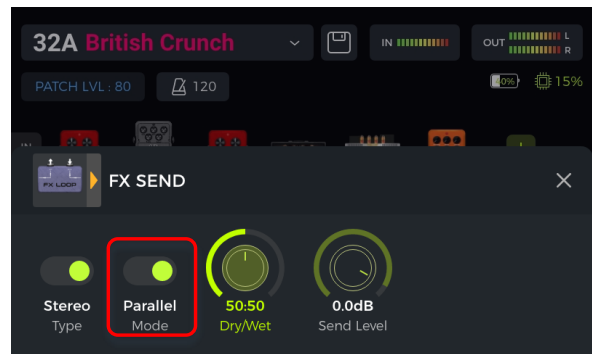 32A British Crunch
IN
OUT
L
R
PATCH LVL : 80
120
15%
FX LOOP
FX SEND
Stereo
Type
Parallel
Mode
50:50
Dry/Wet
0.0dB
Send Level